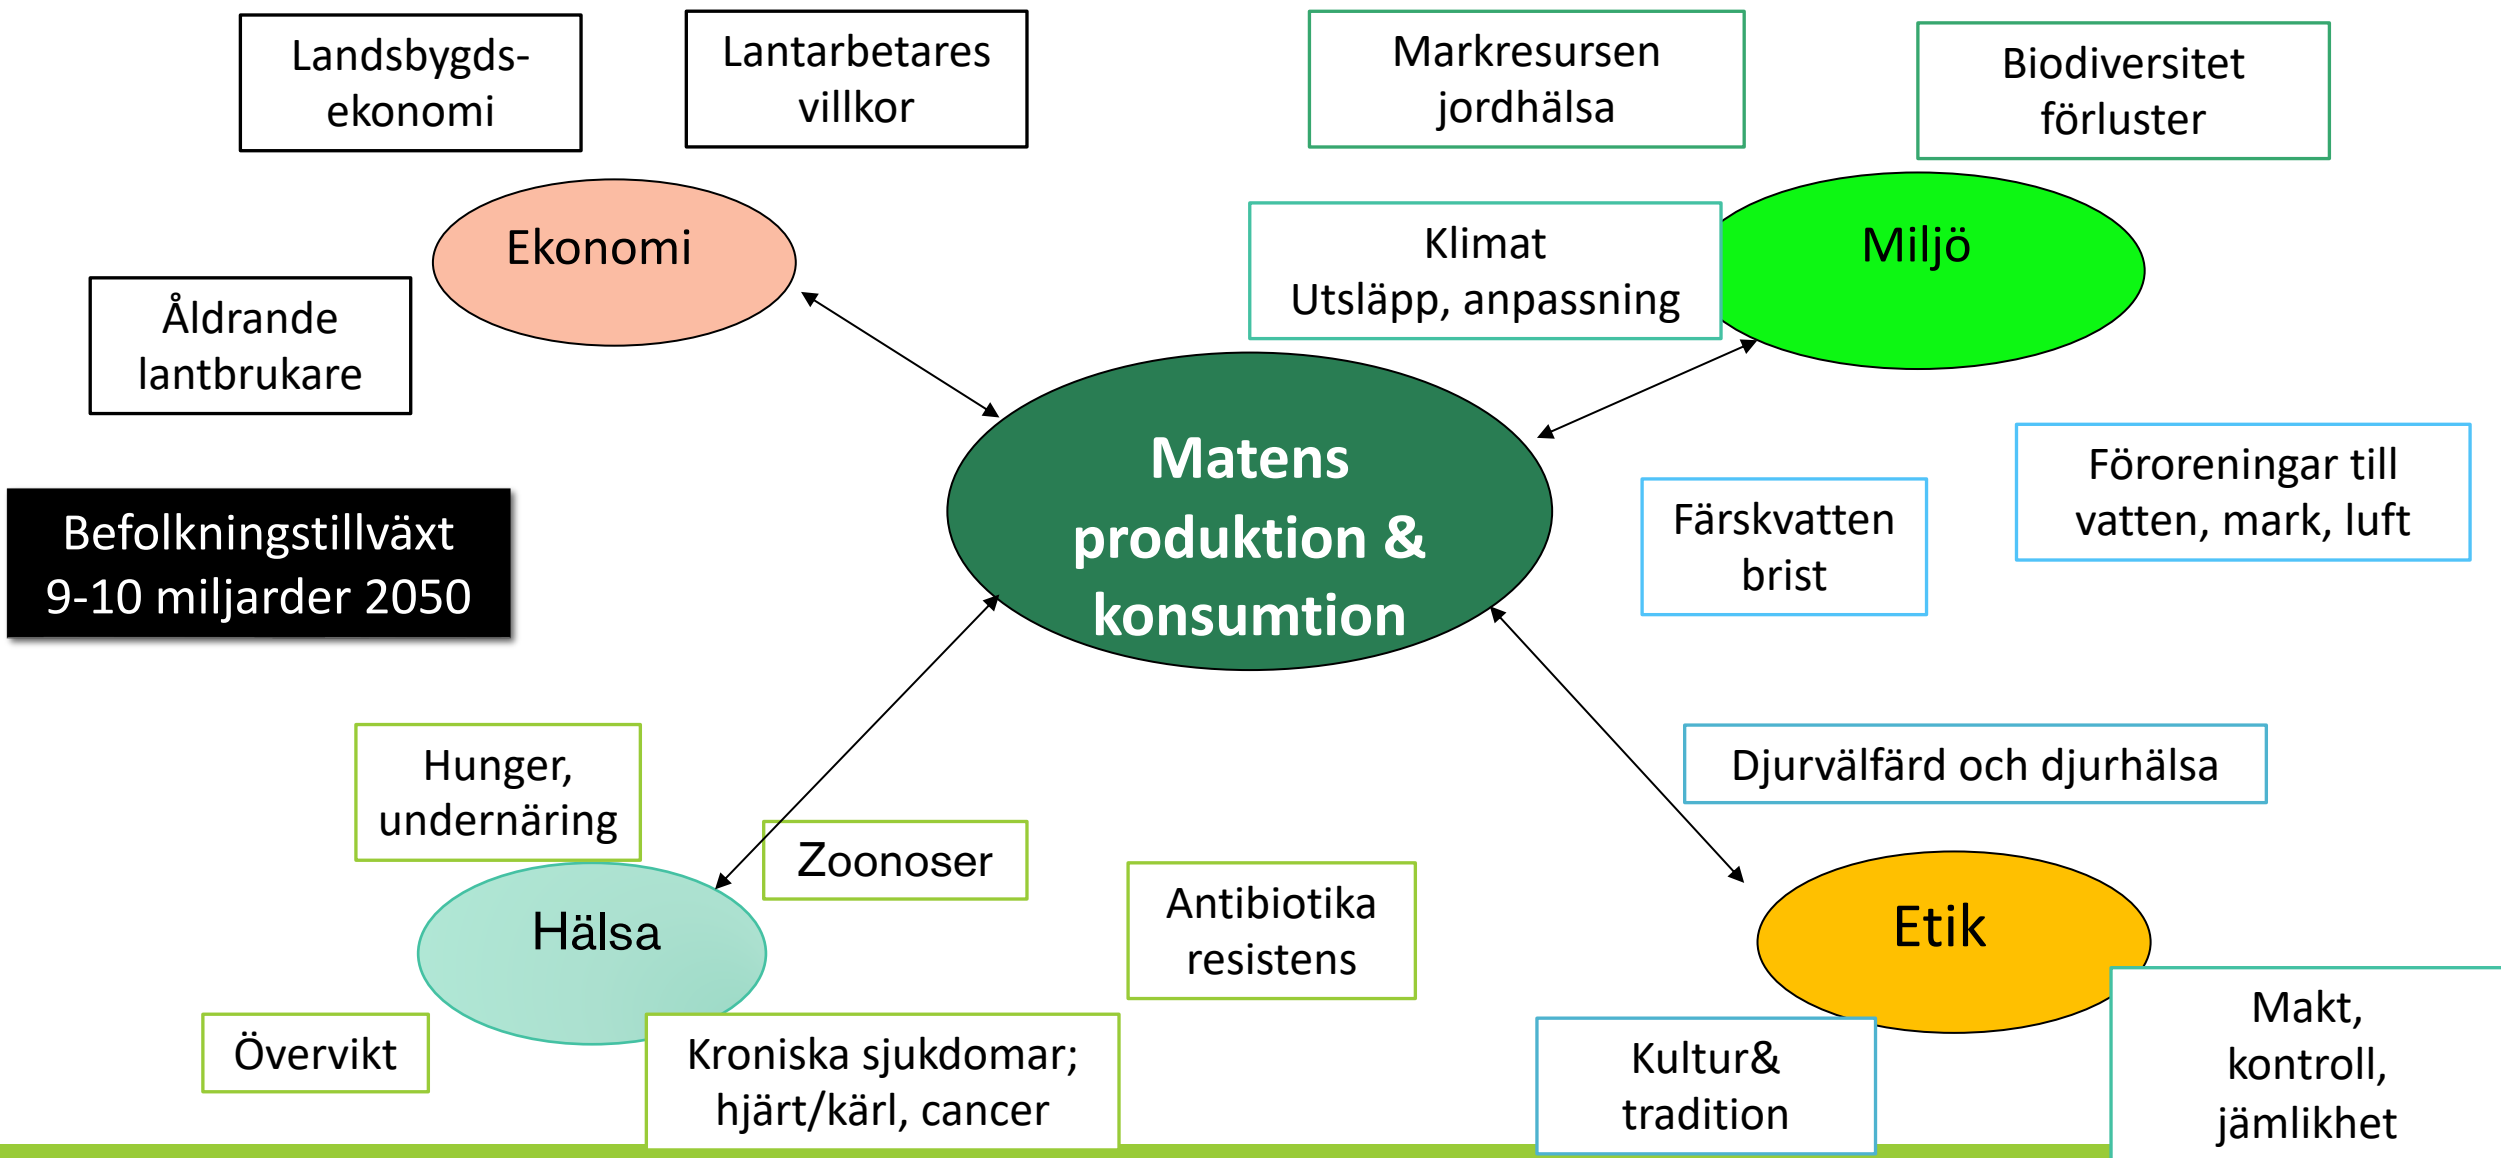 Landsbygds-
ekonomi
Lantarbetares
villkor
Markresursen
jordhälsa
Biodiversitet
förluster
Ekonomi
Klimat
Utsläpp, anpassning
Miljö
Åldrande
lantbrukare
Matens
produktion &
konsumtion
Föroreningar till
vatten, mark, luft
Färskvatten
brist
Befolkningstillväxt
9-10 miljarder 2050
Hunger,
undernäring
Djurvälfärd och djurhälsa
Zoonoser
Antibiotika
resistens
Hälsa
Etik
Övervikt
Kroniska sjukdomar;
hjärt/kärl, cancer
Kultur&
tradition
Makt,
kontroll,
jämlikhet